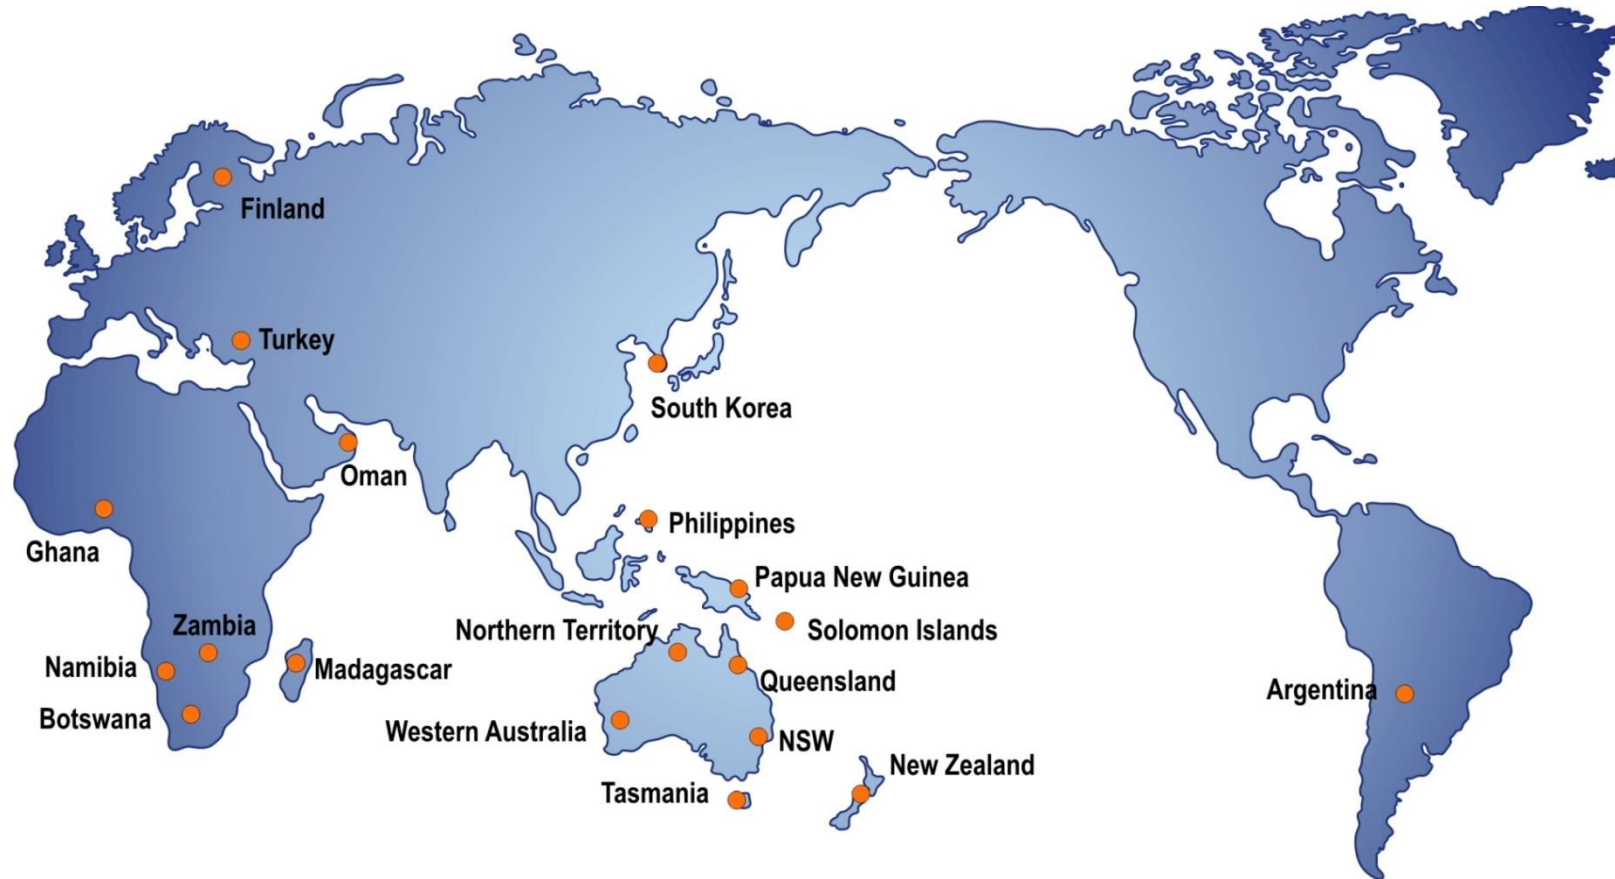 Finland
Turkey
South Korea
Oman
Philippines
Ghana
Papua New Guinea
Zambia
Northern Territory
Solomon Islands
Namibia
Madagascar
Queensland
Argentina
Botswana
Western Australia
NSW
New Zealand
Tasmania